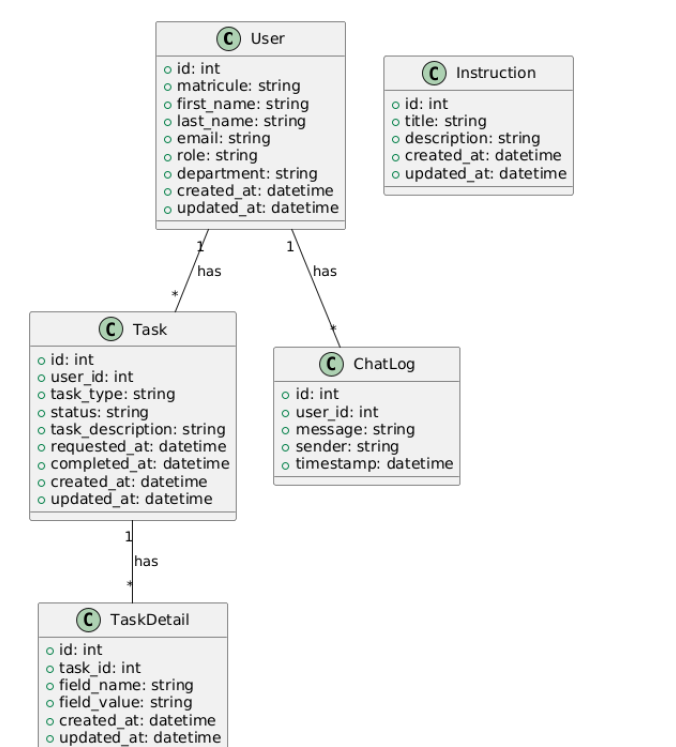 C User
id: int
matricule: string
first_name: string
last_name: string
email: string
role: string
department: string
created_at: datetime
updated_at: datetime
C Instruction
id: int
title: string
description: string
created_at: datetime
updated_at: datetime
1
has
*
1
has
*
C Task
id: int
user_id: int
task_type: string
status: string
task_description: string
requested_at: datetime
completed_at: datetime
created_at: datetime
updated_at: datetime
C ChatLog
id: int
user_id: int
message: string
sender: string
timestamp: datetime
1
has
*
C TaskDetail
id: int
task_id: int
field_name: string
field_value: string
created_at: datetime
updated_at: datetime